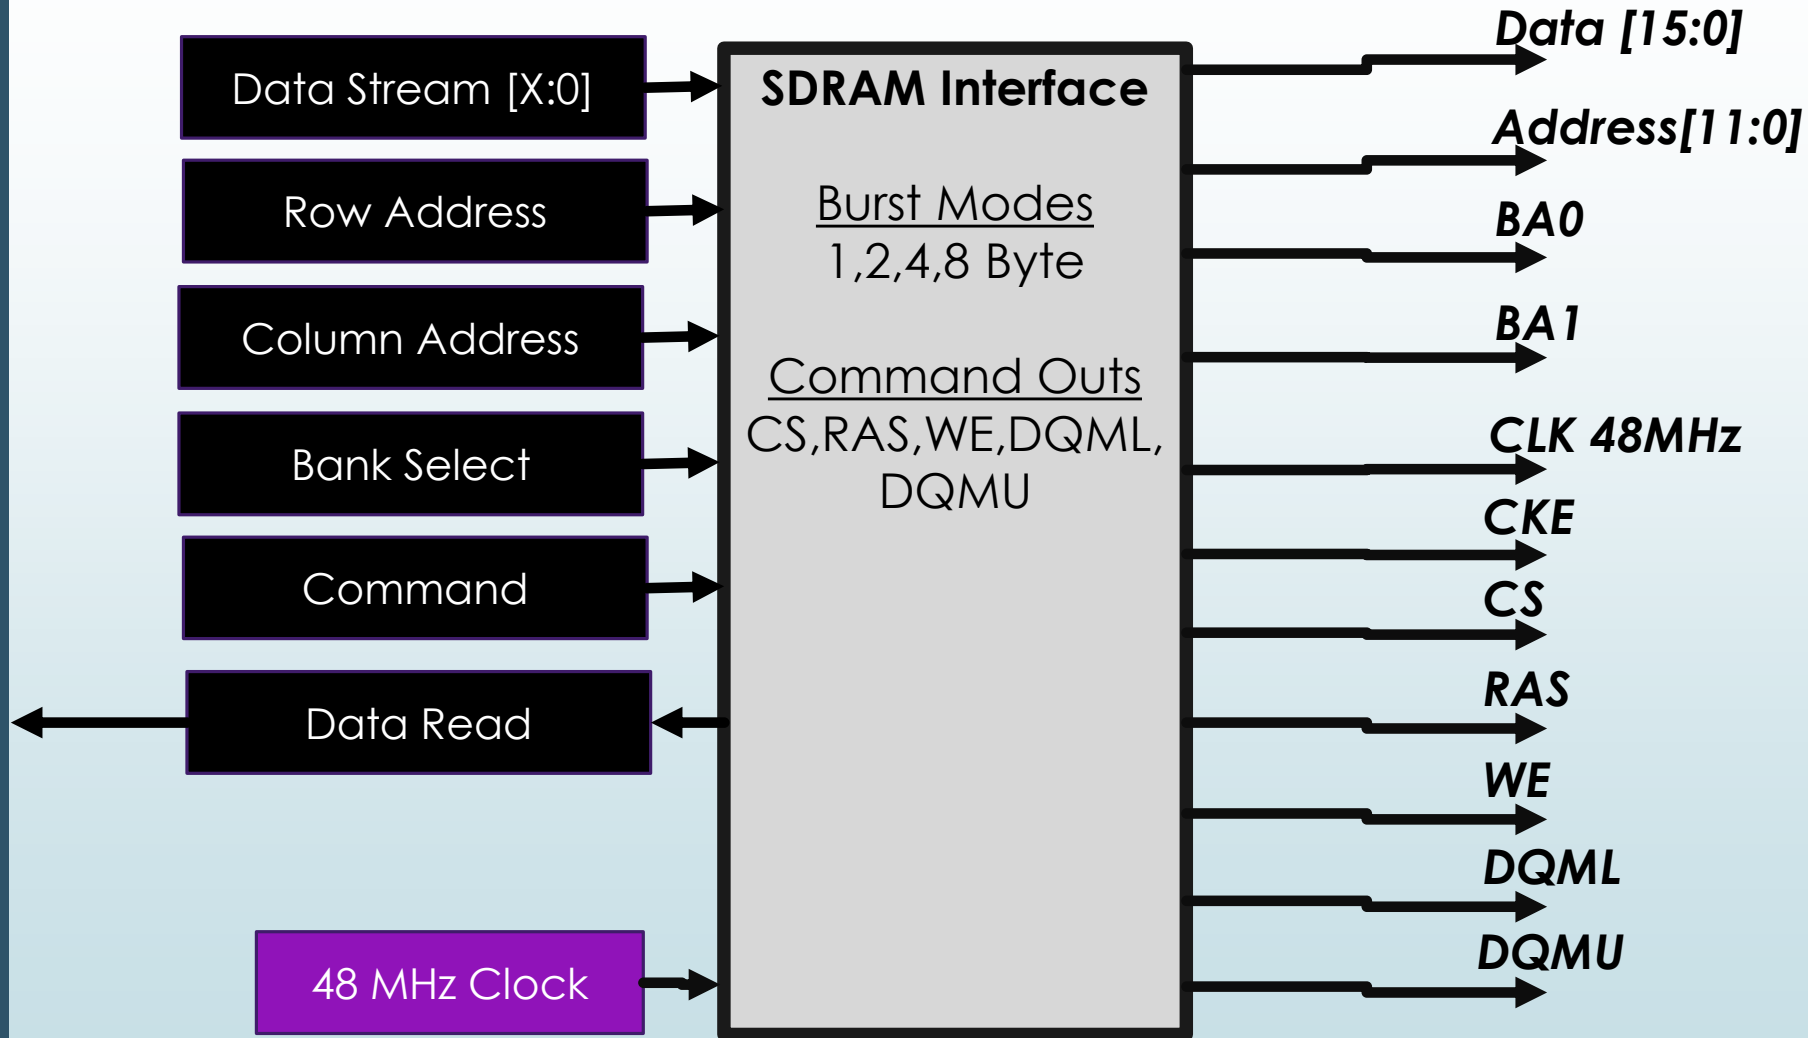 Data Stream [X:0]
Row Address
Column Address
Bank Select
Command
Data Read
48 MHz Clock
SDRAM Interface
Burst Modes
1,2,4,8 Byte
Command Outs
CS,RAS,WE,DQML,
DQMU
Data [15:0]
Address[11:0]
BA0
BA1
CLK 48MHz
CKE
CS
RAS
WE
DQML
DQMU